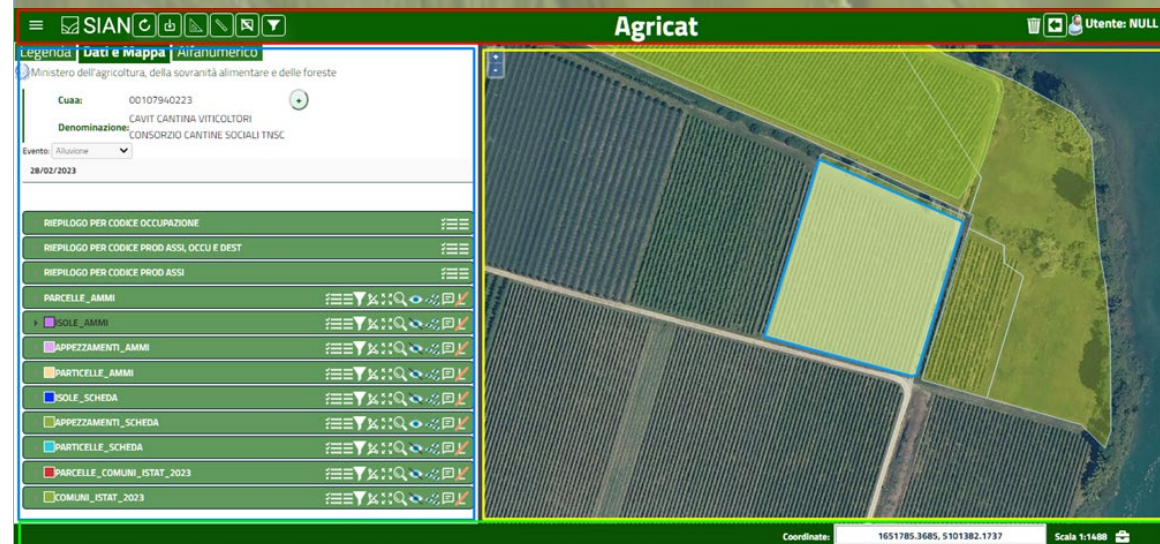 SIAN
Agricat
Utente: NULL
Legenda Dati e Mappa Alfanumerico
Ministero dell'agricoltura, della sovranità alimentare e delle foreste
Cuaa: 00107940223
+
Denominazione: CAVIT CANTINA VITICOLTORI
CONSORZIO CANTINE SOCIALI TNSC
Evento: Alluvione
28/02/2023
RIEPILOGO PER CODICE OCCUPAZIONE
RIEPILOGO PER CODICE PROD ASSI, OCCU E DEST
RIEPILOGO PER CODICE PROD ASSI
PARCELLE_AMMI
ISOLE_AMMI
APPEZZAMENTI_AMMI
PARTICELLE_AMMI
ISOLE_SCHEDA
APPEZZAMENTI_SCHEDA
PARTICELLE_SCHEDA
PARCELLE_COMUNI_ISTAT_2023
COMUNI_ISTAT_2023
+
-
Coordinate: 1651785.3685, 5101382.1737 Scala 1:1488